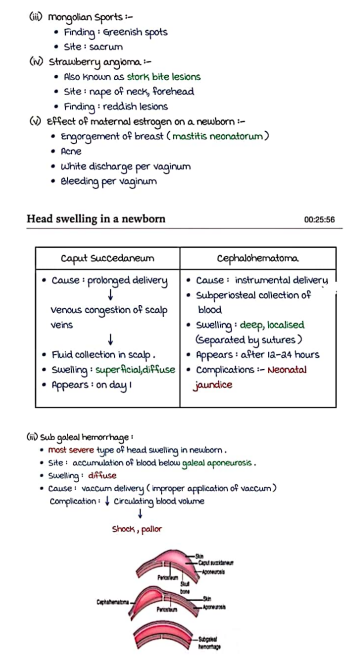 (iii) Mongolian Sports :-
• Finding : Greenish spots
• Site : sacrum
(iv) Strawberry angioma :-
• Also known as stork bite lesions
• Site : nape of neck, forehead
• Finding : reddish lesions
(v) Effect of maternal estrogen on a newborn :-
• Engorgement of breast (mastitis neonatorum)
• Acne
• White discharge per vaginum
• Bleeding per vaginum
Head swelling in a newborn 00:25:56
Caput Succedaneum
• Cause : prolonged delivery
↓
Venous congestion of scalp
veins
↓
• Fluid collection in scalp.
• Swelling : superficial,diffuse
• Appears : on day 1
Cephalohematoma
• Cause : instrumental delivery
• Subperiosteal collection of
blood
• Swelling : deep, localised
(Separated by sutures)
• Appears : after 12-24 hours
• Complications :- Neonatal
jaundice
(iii) Sub galeal hemorrhage :
• most severe type of head swelling in newborn.
• Site : accumulation of blood below galeal aponeurosis.
• Swelling : diffuse
• Cause : vaccum delivery (improper application of vaccum)
Complication : ↓ Circulating blood volume
↓
Shock, pallor
Skin
Caput succedaneum
Aponeurosis
Periosteum
Skull
bone
Cephalhematoma
Skin
Periosteum
Aponeurosis
Subgaleal
hemorrhage